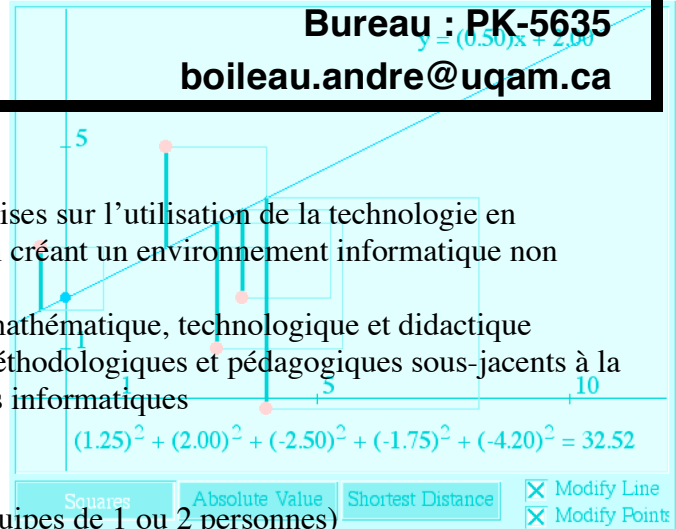 Bureau : PK-5635
y = (0.50)x + 2.00
boileau.andre@uqam.ca
5
ises sur l’utilisation de la technologie en
créant un environnement informatique non
mathématique, technologique et didactique
1
éthodologiques et pédagogiques sous-jacents à la
1 5 10
s informatiques
(1.25)² + (2.00)² + (-2.50)² + (-1.75)² + (-4.20)² = 32.52
Squares Absolute Value Shortest Distance
Modify Line
Modify Points
uipes de 1 ou 2 personnes)